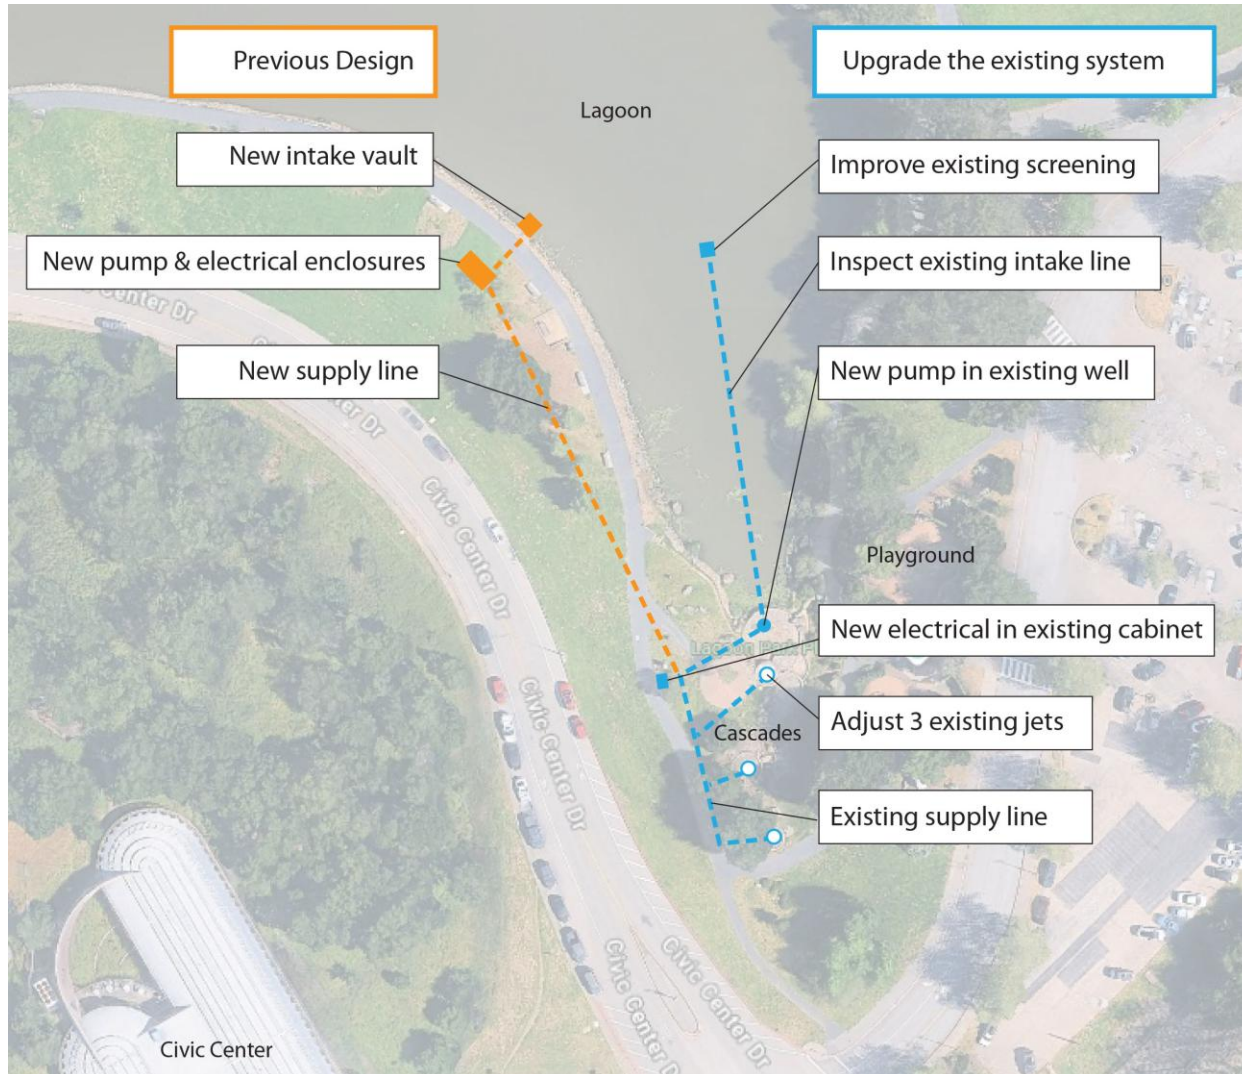 Previous Design
Upgrade the existing system
Lagoon
New intake vault
Improve existing screening
New pump & electrical enclosures
Inspect existing intake line
Center Dr
New supply line
New pump in existing well
Civic Center Dr
Playground
New electrical in existing cabinet
Lagoon Park
Civic Center Dr
Adjust 3 existing jets
Cascades
Existing supply line
Civic Center Dr
Civic Center Dr
Civic Center